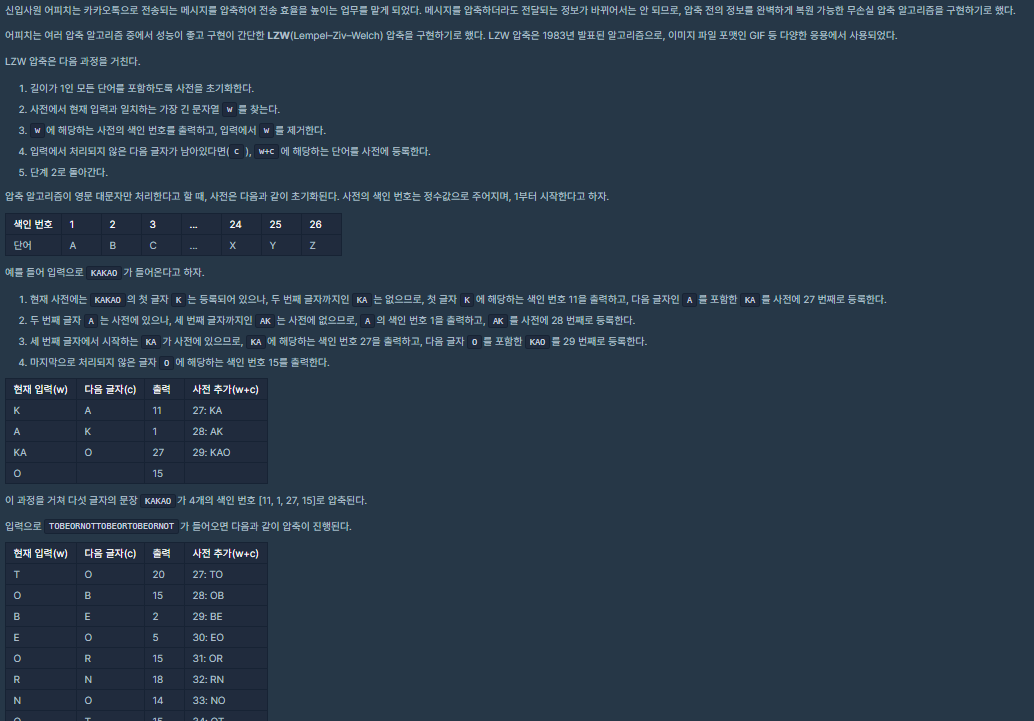 신입사원 어피치는 카카오톡으로 전송되는 메시지를 압축하여 전송 효율을 높이는 업무를 맡게 되었다. 메시지를 압축하더라도 전달되는 정보가 바뀌어서는 안 되므로, 압축 전의 정보를 완벽하게 복원 가능한 무손실 압축 알고리즘을 구현하기로 했다.
어피치는 여러 압축 알고리즘 중에서 성능이 좋고 구현이 간단한 LZW(Lempel–Ziv–Welch) 압축을 구현하기로 했다. LZW 압축은 1983년 발표된 알고리즘으로, 이미지 파일 포맷인 GIF 등 다양한 응용에서 사용되었다.
LZW 압축은 다음 과정을 거친다.
1. 길이가 1인 모든 단어를 포함하도록 사전을 초기화한다.
2. 사전에서 현재 입력과 일치하는 가장 긴 문자열 w 를 찾는다.
3. w 에 해당하는 사전의 색인 번호를 출력하고, 입력에서 w 를 제거한다.
4. 입력에서 처리되지 않은 다음 글자가 남아있다면( c ), w+c 에 해당하는 단어를 사전에 등록한다.
5. 단계 2로 돌아간다.
압축 알고리즘이 영문 대문자만 처리한다고 할 때, 사전은 다음과 같이 초기화된다. 사전의 색인 번호는 정수값으로 주어지며, 1부터 시작한다고 하자.
색인 번호 1 2 3 ... 24 25 26
단어 A B C ... X Y Z
예를 들어 입력으로 KAKAO 가 들어온다고 하자.
1. 현재 사전에는 KAKAO 의 첫 글자 K 는 등록되어 있으나, 두 번째 글자까지인 KA 는 없으므로, 첫 글자 K 에 해당하는 색인 번호 11을 출력하고, 다음 글자인 A 를 포함한 KA 를 사전에 27 번째로 등록한다.
2. 두 번째 글자 A 는 사전에 있으나, 세 번째 글자까지인 AK 는 사전에 없으므로, A 의 색인 번호 1을 출력하고, AK 를 사전에 28 번째로 등록한다.
3. 세 번째 글자에서 시작하는 KA 가 사전에 있으므로, KA 에 해당하는 색인 번호 27을 출력하고, 다음 글자 O 를 포함한 KAO 를 29 번째로 등록한다.
4. 마지막으로 처리되지 않은 글자 O 에 해당하는 색인 번호 15를 출력한다.
현재 입력(w) 다음 글자(c) 출력 사전 추가(w+c)
K A 11 27: KA
A K 1 28: AK
KA O 27 29: KAO
O 15
이 과정을 거쳐 다섯 글자의 문장 KAKAO 가 4개의 색인 번호 [11, 1, 27, 15]로 압축된다.
입력으로 TOBEORNOTTOBEORTOBEORNOT 가 들어오면 다음과 같이 압축이 진행된다.
현재 입력(w) 다음 글자(c) 출력 사전 추가(w+c)
T O 20 27: TO
O B 15 28: OB
B E 2 29: BE
E O 5 30: EO
O R 15 31: OR
R N 18 32: RN
N O 14 33: NO
O T 15 34: OT